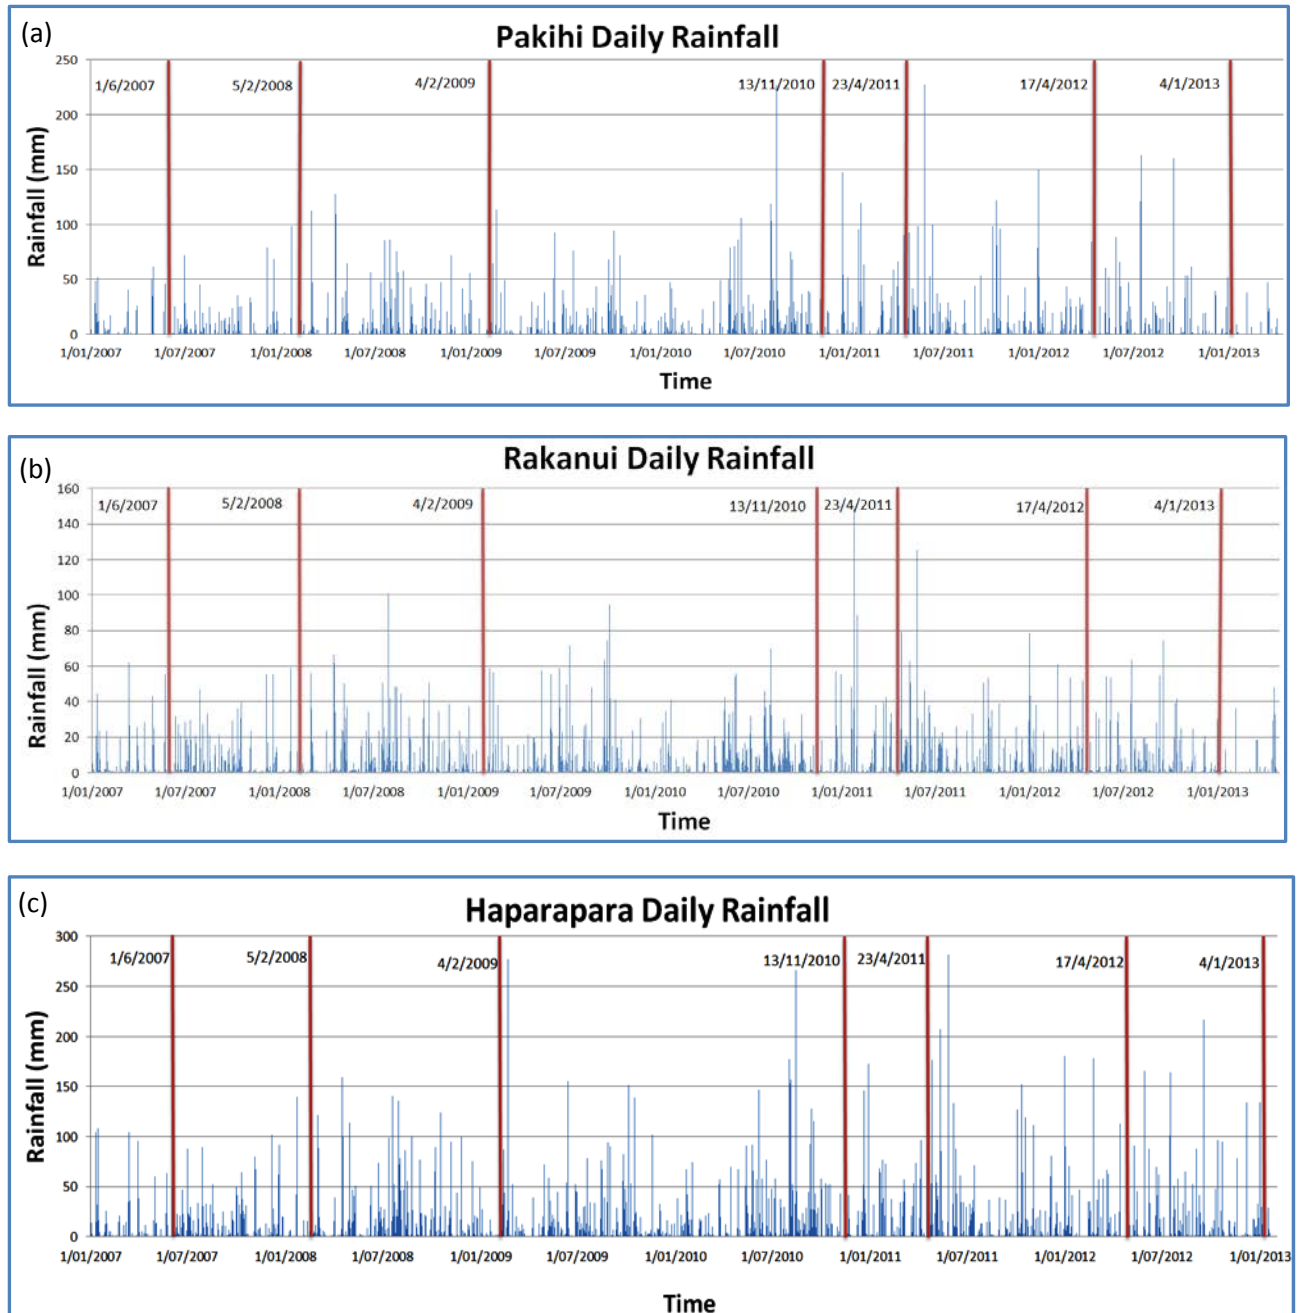 (a)
Pakihi Daily Rainfall
250
200
150
100
50
0
Rainfall (mm)
1/6/2007 5/2/2008 4/2/2009 13/11/2010 23/4/2011 17/4/2012 4/1/2013
1/01/2007 1/07/2007 1/01/2008 1/07/2008 1/01/2009 1/07/2009 1/01/2010 1/07/2010 1/01/2011 1/07/2011 1/01/2012 1/07/2012 1/01/2013
Time
(b)
Rakanui Daily Rainfall
160
140
120
100
80
60
40
20
0
Rainfall (mm)
1/6/2007 5/2/2008 4/2/2009 13/11/2010 23/4/2011 17/4/2012 4/1/2013
1/01/2007 1/07/2007 1/01/2008 1/07/2008 1/01/2009 1/07/2009 1/01/2010 1/07/2010 1/01/2011 1/07/2011 1/01/2012 1/07/2012 1/01/2013
Time
(c)
Haparapara Daily Rainfall
300
250
200
150
100
50
0
Rainfall (mm)
1/6/2007 5/2/2008 4/2/2009 13/11/2010 23/4/2011 17/4/2012 4/1/2013
1/01/2007 1/07/2007 1/01/2008 1/07/2008 1/01/2009 1/07/2009 1/01/2010 1/07/2010 1/01/2011 1/07/2011 1/01/2012 1/07/2012 1/01/2013
Time